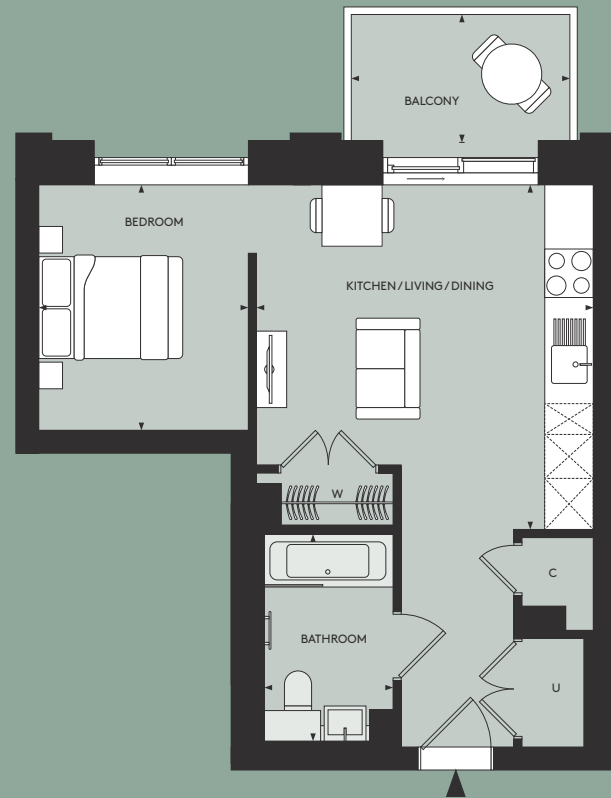 BALCONY
BEDROOM
KITCHEN / LIVING / DINING
W
C
BATHROOM
U